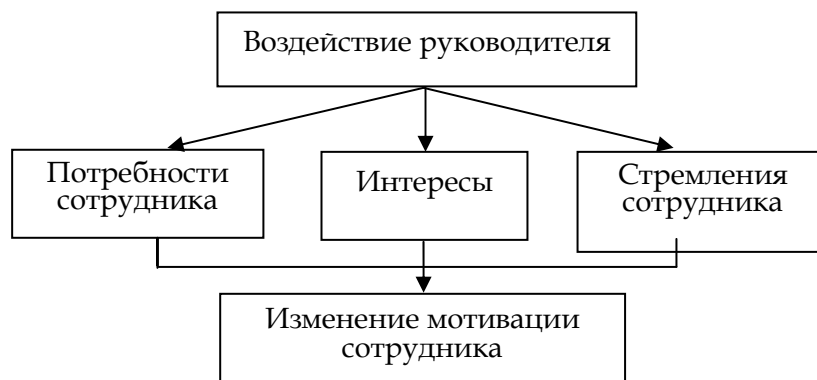 Воздействие руководителя
Потребности
сотрудника
Интересы
Стремления
сотрудника
Изменение мотивации
сотрудника